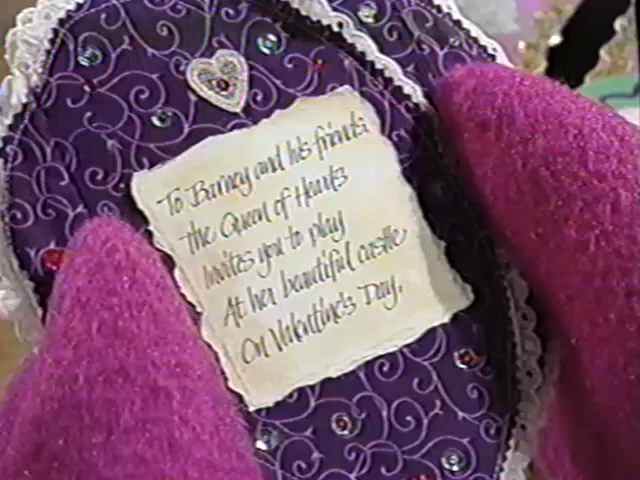 To Barney and his friends
the Queen of Hearts
Invites you to play
At her beautiful castle
On Valentine's Day.